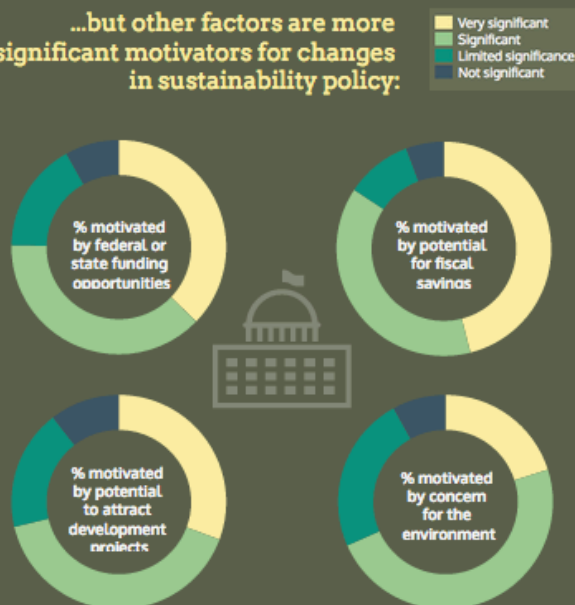 ...but other factors are more
significant motivators for changes
in sustainability policy:
Very significant
Significant
Limited significance
Not significant
% motivated
by federal or
state funding
opportunities
% motivated
by potential
for fiscal
savings
% motivated
by potential
to attract
development
projects
% motivated
by concern
for the
environment